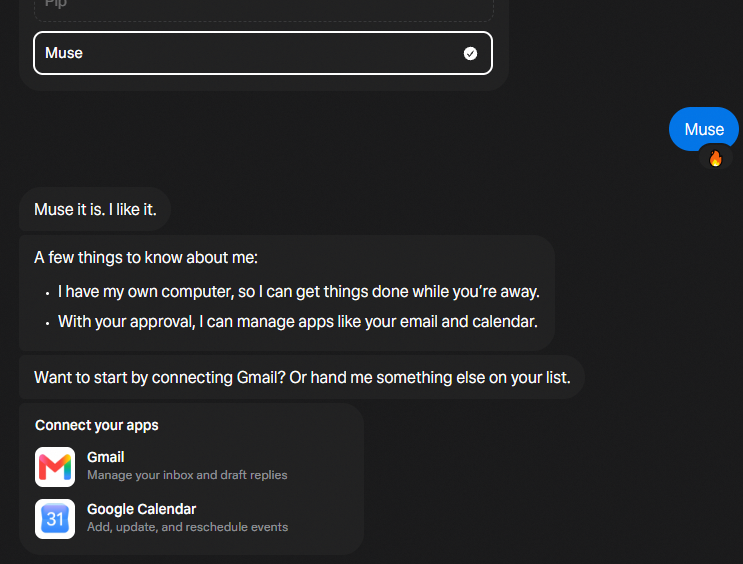 Pip
Muse
Muse
Muse it is. I like it.
A few things to know about me:
• I have my own computer, so I can get things done while you’re away.
• With your approval, I can manage apps like your email and calendar.
Want to start by connecting Gmail? Or hand me something else on your list.
Connect your apps
Gmail
Manage your inbox and draft replies
31
Google Calendar
Add, update, and reschedule events